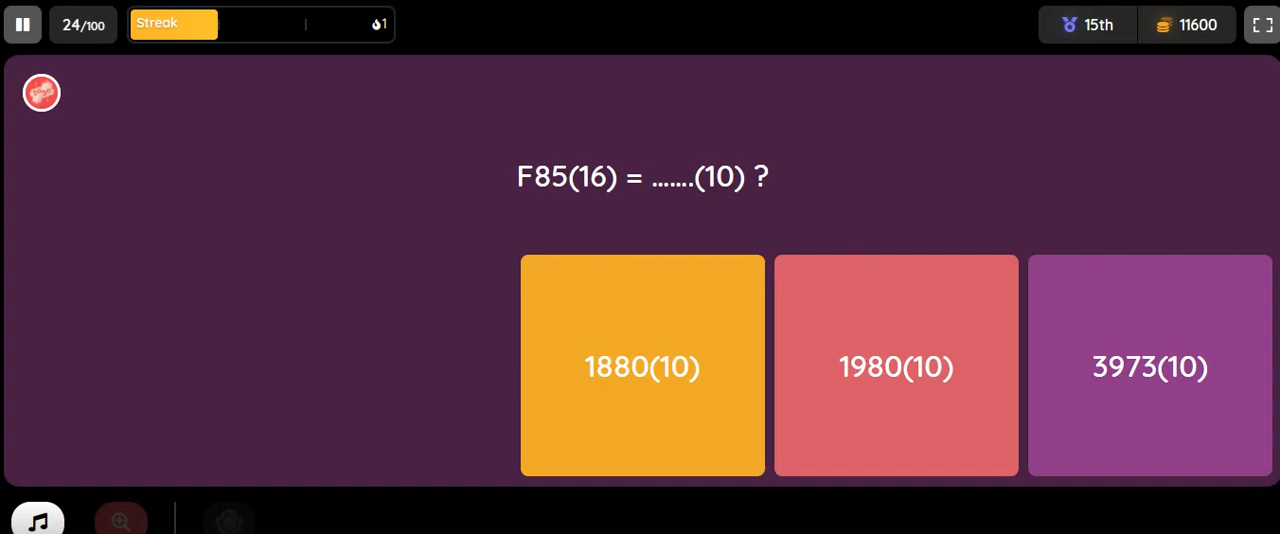 24/100
Streak
1
15th
11600
F85(16) = .......(10) ?
1880(10)
1980(10)
3973(10)